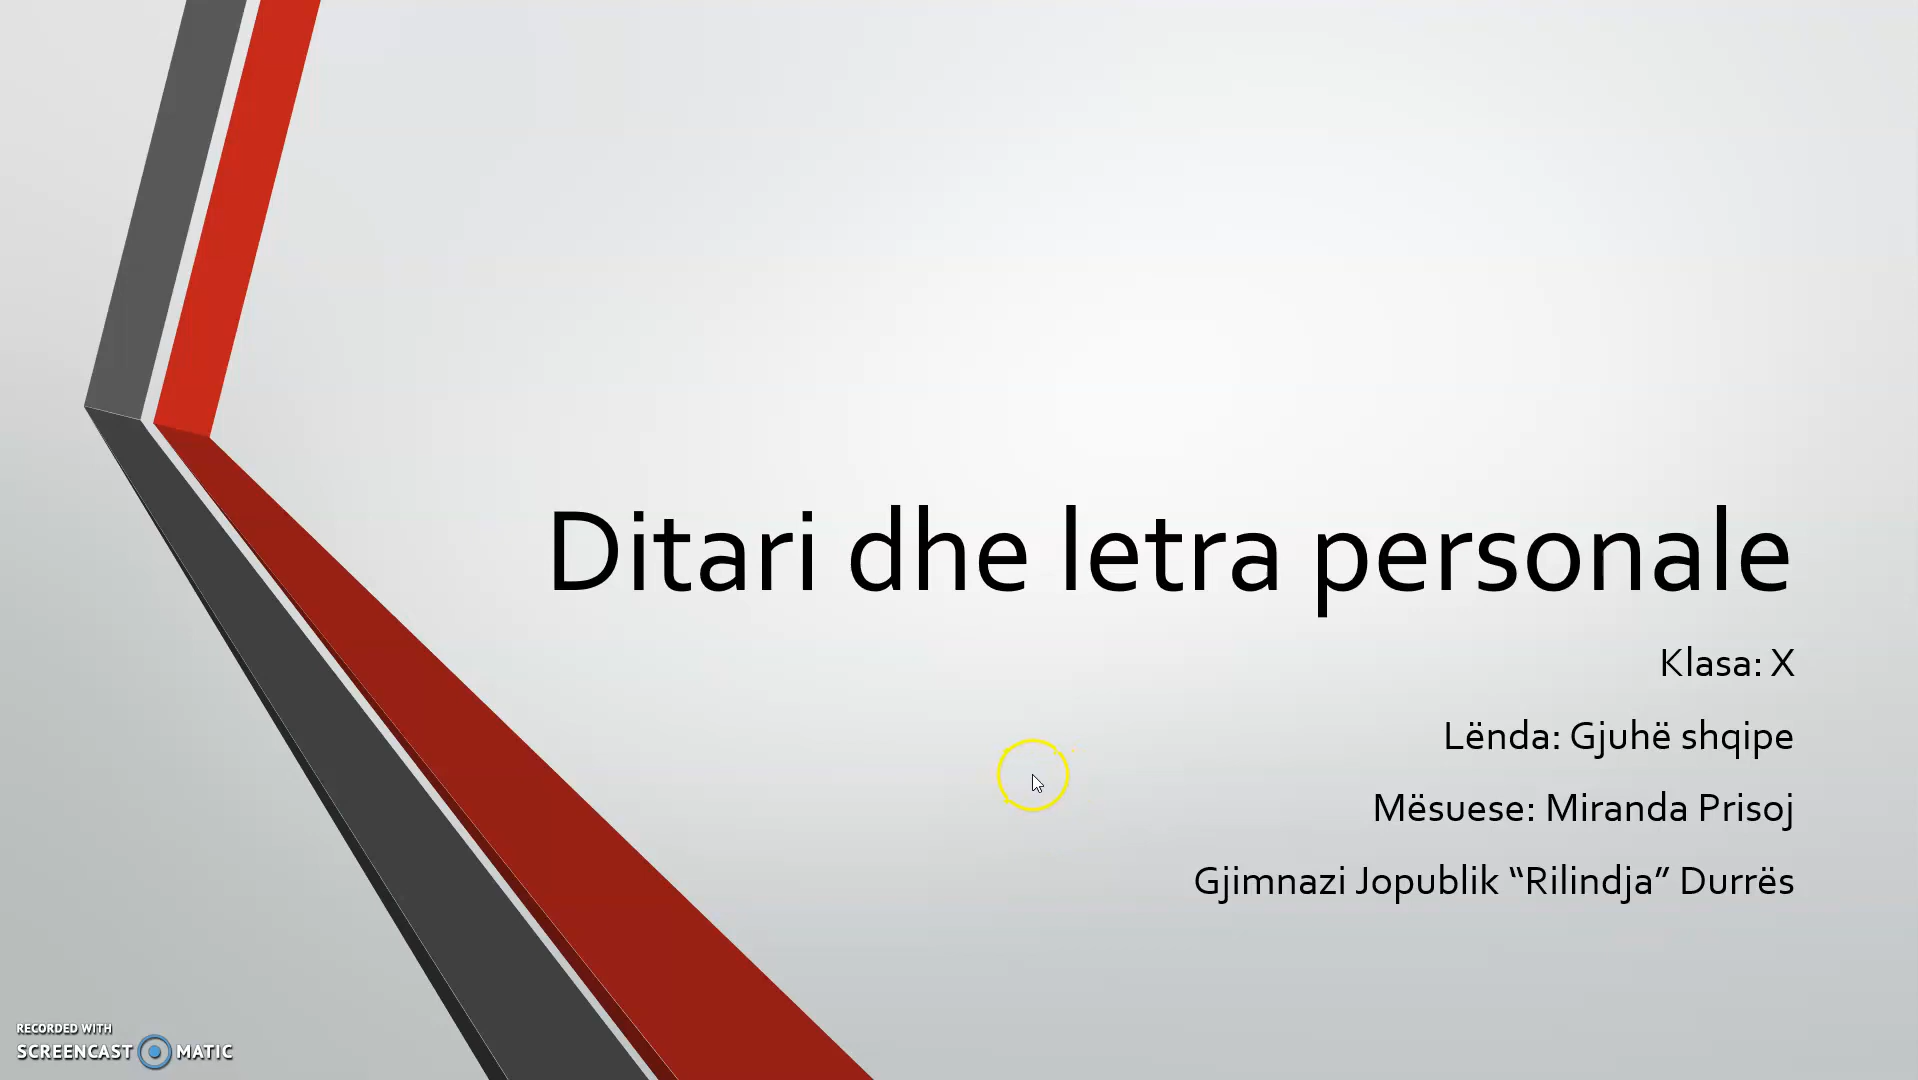 Ditari dhe letra personale
Klasa: X
Lënda: Gjuhë shqipe
Mësuese: Miranda Prisoj
Gjimnazi Jopublik “Rilindja” Durrës
RECORDED WITH
SCREENCAST MATIC